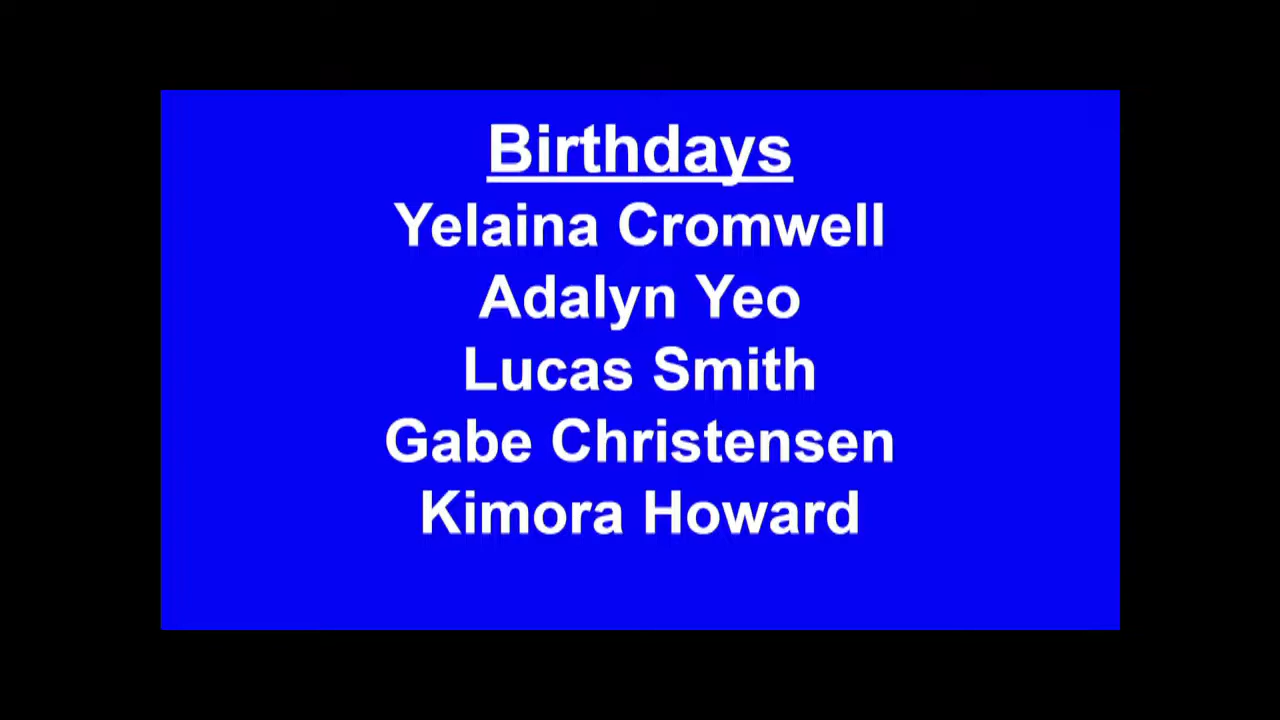 Birthdays
Yelaina Cromwell
Adalyn Yeo
Lucas Smith
Gabe Christensen
Kimora Howard